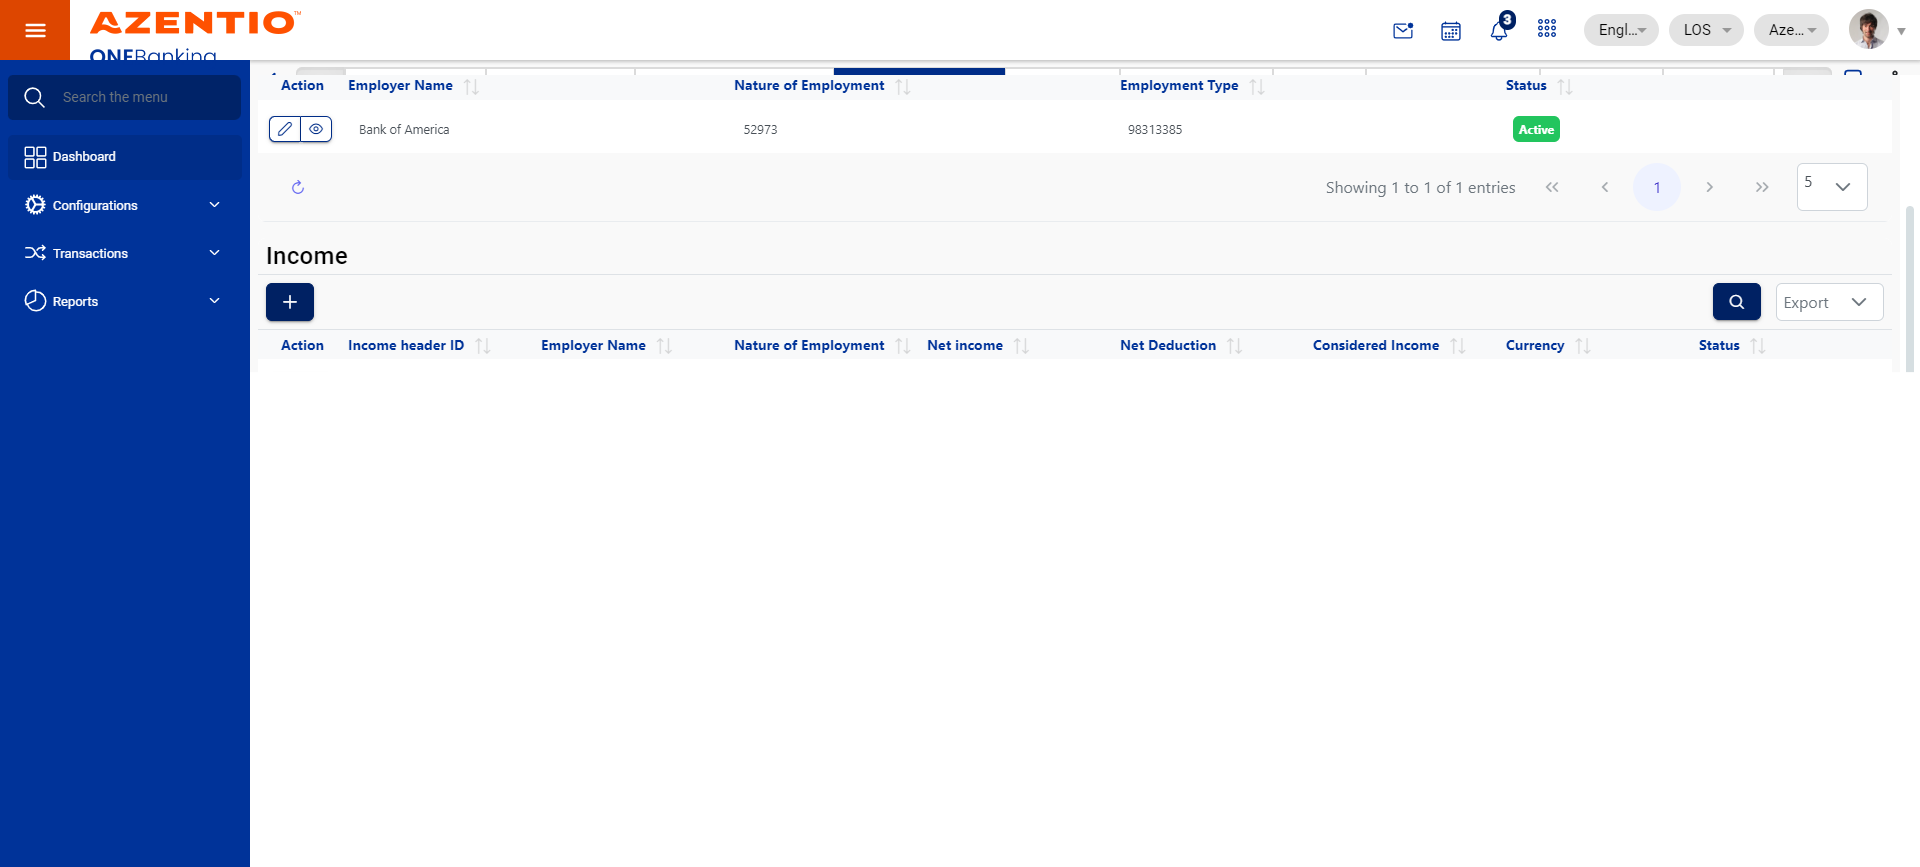 AZENTIO™
ONEBanking
3
Engl...
LOS
Aze...
Search the menu
Dashboard
Configurations
Transactions
Reports
Action Employer Name Nature of Employment Employment Type Status
Bank of America 52973 98313385 Active
Showing 1 to 1 of 1 entries « ‹ 1 › » 5
Income
+ Export
Action Income header ID Employer Name Nature of Employment Net income Net Deduction Considered Income Currency Status